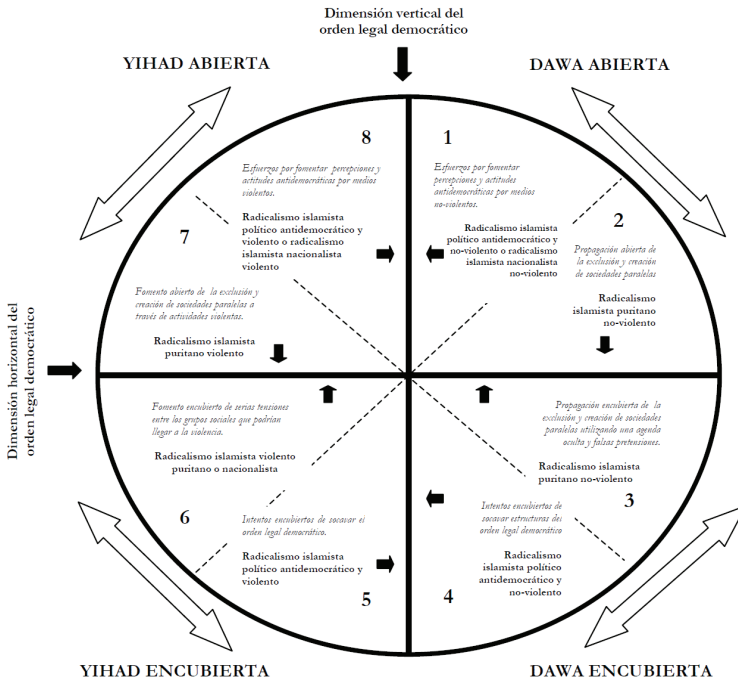 Dimensión vertical del
orden legal democrático
YIHAD ABIERTA
DAWA ABIERTA
8
Esfuerzos por fomentar percepciones y
actitudes antidemocráticas por medios
violentos.
Radicalismo islamista
político antidemocrático y
violento o radicalismo
islamista nacionalista
violento
1
Esfuerzos por fomentar
percepciones y actitudes
antidemocráticas por medios
no-violentos.
Radicalismo islamista
político antidemocrático y
no-violento o radicalismo
islamista nacionalista
no-violento
2
Propagación abierta de
la exclusión y creación
de sociedades paralelas
Radicalismo
islamista puritano
no-violento
7
Fomento abierto de la exclusión y
creación de sociedades paralelas a
través de actividades violentas.
Radicalismo islamista
puritano violento
Dimensión horizontal del
orden legal democrático
Fomento encubierto de serias tensiones
entre los grupos sociales que podrían
llegar a la violencia.
Radicalismo islamista violento
puritano o nacionalista
6
Propagación encubierta de la
exclusión y creación de sociedades
paralelas utilizando una agenda
oculta y falsas pretensiones.
Radicalismo islamista
puritano no-violento
3
Intentos encubiertos de socavar el
orden legal democrático.
Radicalismo islamista
político antidemocrático y
violento
5
Intentos encubiertos de
socavar estructuras del
orden legal democrático
Radicalismo
islamista político
antidemocrático y
no-violento
4
YIHAD ENCUBIERTA
DAWA ENCUBIERTA